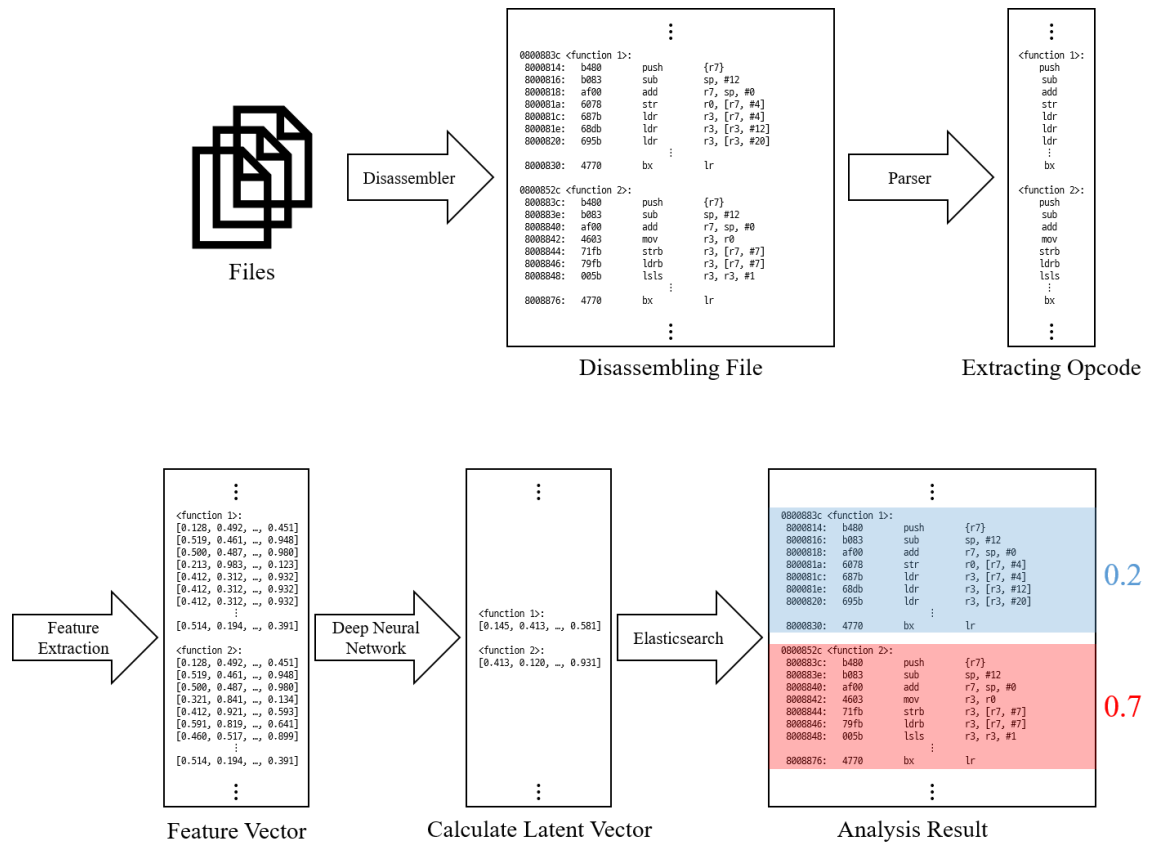 Files
Disassembler
⋮
0800883c <function 1>:
8000814: b480 push {r7}
8000816: b083 sub sp, #12
8000818: af00 add r7, sp, #0
800081a: 6078 str r0, [r7, #4]
800081c: 687b ldr r3, [r7, #4]
800081e: 68db ldr r3, [r3, #12]
8000820: 695b ldr r3, [r3, #20]
⋮
8000830: 4770 bx lr
0800852c <function 2>:
800883c: b480 push {r7}
800883e: b083 sub sp, #12
8008840: af00 add r7, sp, #0
8008842: 4603 mov r3, r0
8008844: 71fb strb r3, [r7, #7]
8008846: 79fb ldrb r3, [r7, #7]
8008848: 005b lsls r3, r3, #1
⋮
8008876: 4770 bx lr
⋮
Disassembling File
Parser
⋮
<function 1>:
push
sub
add
str
ldr
ldr
ldr
⋮
bx
<function 2>:
push
sub
add
mov
strb
ldrb
lsls
⋮
bx
⋮
Extracting Opcode
Feature
Extraction
⋮
<function 1>:
[0.128, 0.492, …, 0.451]
[0.519, 0.461, …, 0.948]
[0.500, 0.487, …, 0.980]
[0.213, 0.983, …, 0.123]
[0.412, 0.312, …, 0.932]
[0.412, 0.312, …, 0.932]
[0.412, 0.312, …, 0.932]
⋮
[0.514, 0.194, …, 0.391]
<function 2>:
[0.128, 0.492, …, 0.451]
[0.519, 0.461, …, 0.948]
[0.500, 0.487, …, 0.980]
[0.321, 0.841, …, 0.134]
[0.412, 0.921, …, 0.593]
[0.591, 0.819, …, 0.641]
[0.460, 0.517, …, 0.899]
⋮
[0.514, 0.194, …, 0.391]
⋮
Feature Vector
Deep Neural
Network
⋮
<function 1>:
[0.145, 0.413, …, 0.581]
<function 2>:
[0.413, 0.120, …, 0.931]
⋮
Calculate Latent Vector
Elasticsearch
⋮
0800883c <function 1>:
8000814: b480 push {r7}
8000816: b083 sub sp, #12
8000818: af00 add r7, sp, #0
800081a: 6078 str r0, [r7, #4]
800081c: 687b ldr r3, [r7, #4]
800081e: 68db ldr r3, [r3, #12]
8000820: 695b ldr r3, [r3, #20]
⋮
8000830: 4770 bx lr
0.2
0800852c <function 2>:
800883c: b480 push {r7}
800883e: b083 sub sp, #12
8008840: af00 add r7, sp, #0
8008842: 4603 mov r3, r0
8008844: 71fb strb r3, [r7, #7]
8008846: 79fb ldrb r3, [r7, #7]
8008848: 005b lsls r3, r3, #1
⋮
8008876: 4770 bx lr
0.7
⋮
Analysis Result